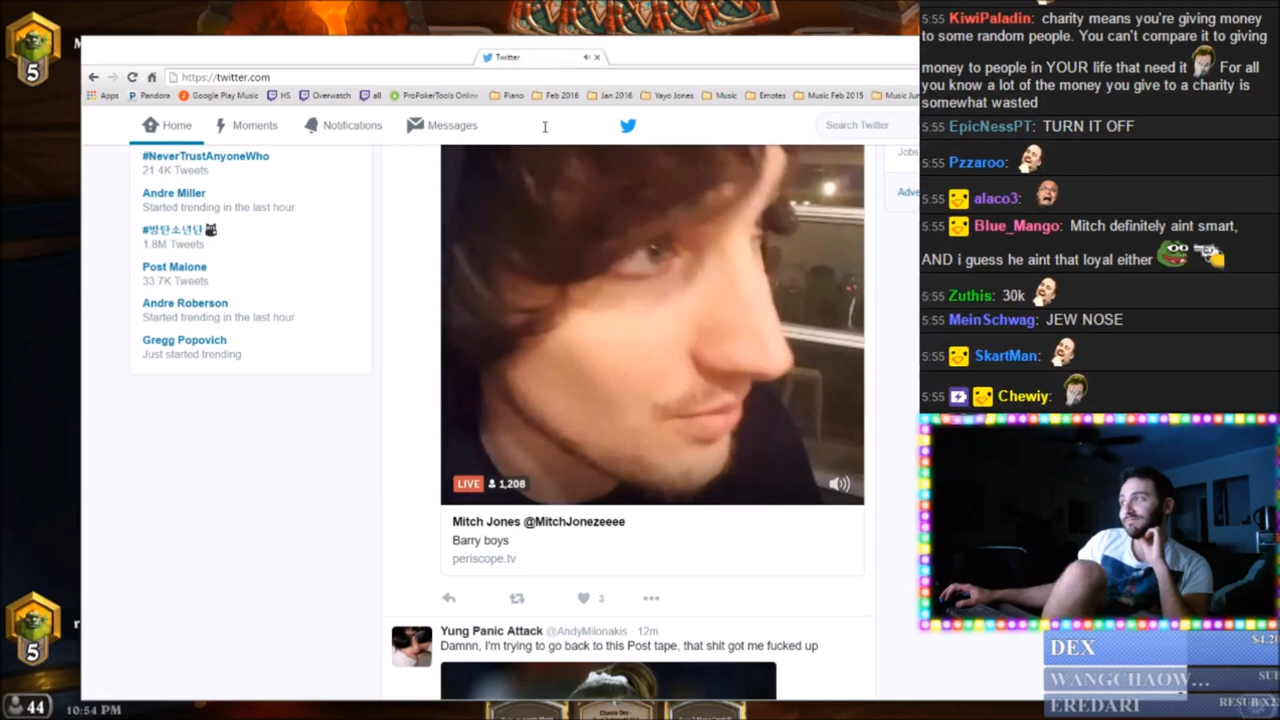 5
Twitter
https://twitter.com
Apps Pandora Google Play Music HS Overwatch all ProPokerTools Online Piano Feb 2016 Jan 2016 Yayo Jones Music Emotes Music Feb 2015
Home Moments Notifications Messages Search Twitter
#NeverTrustAnyoneWho
21.4K Tweets
Andre Miller
Started trending in the last hour
#방탄소년단
1.8M Tweets
Post Malone
33.7K Tweets
Andre Roberson
Started trending in the last hour
Gregg Popovich
Just started trending
Jobs
LIVE 1,208
Mitch Jones @MitchJonezeeee
Barry boys
periscope.tv
3
Yung Panic Attack @AndyMilonakis · 12m
Damnn, I'm trying to go back to this Post tape, that shit got me fucked up
5
44 10:54 PM
5:55 KiwiPaladin: charity means you're giving money
to some random people. You can't compare it to giving
money to people in YOUR life that need it For all
you know a lot of the money you give to a charity is
somewhat wasted
5:55 EpicNessPT: TURN IT OFF
5:55 Pzzaroo:
5:55 alaco3:
5:55 Blue_Mango: Mitch definitely aint smart,
AND i guess he aint that loyal either
5:55 Zuthis: 30k
5:55 MeinSchwag: JEW NOSE
5:55 SkartMan:
5:55 Chewiy:
DEX
WANGCHAOW...
EREDARI